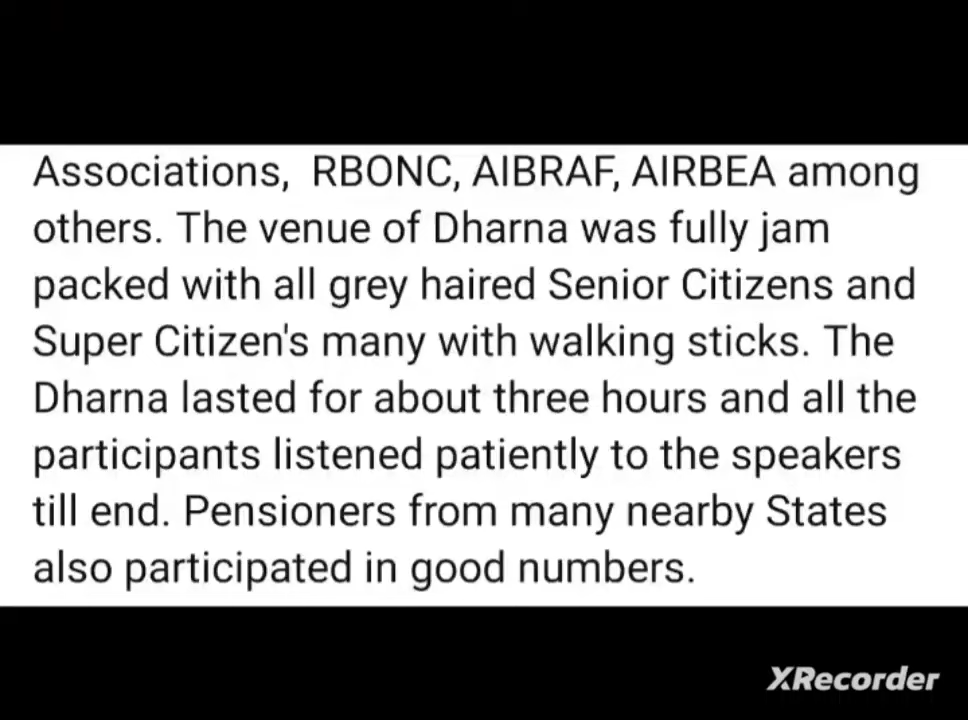 Associations,  RBONC, AIBRAF, AIRBEA among
others. The venue of Dharna was fully jam
packed with all grey haired Senior Citizens and
Super Citizen's many with walking sticks. The
Dharna lasted for about three hours and all the
participants listened patiently to the speakers
till end. Pensioners from many nearby States
also participated in good numbers.
XRecorder